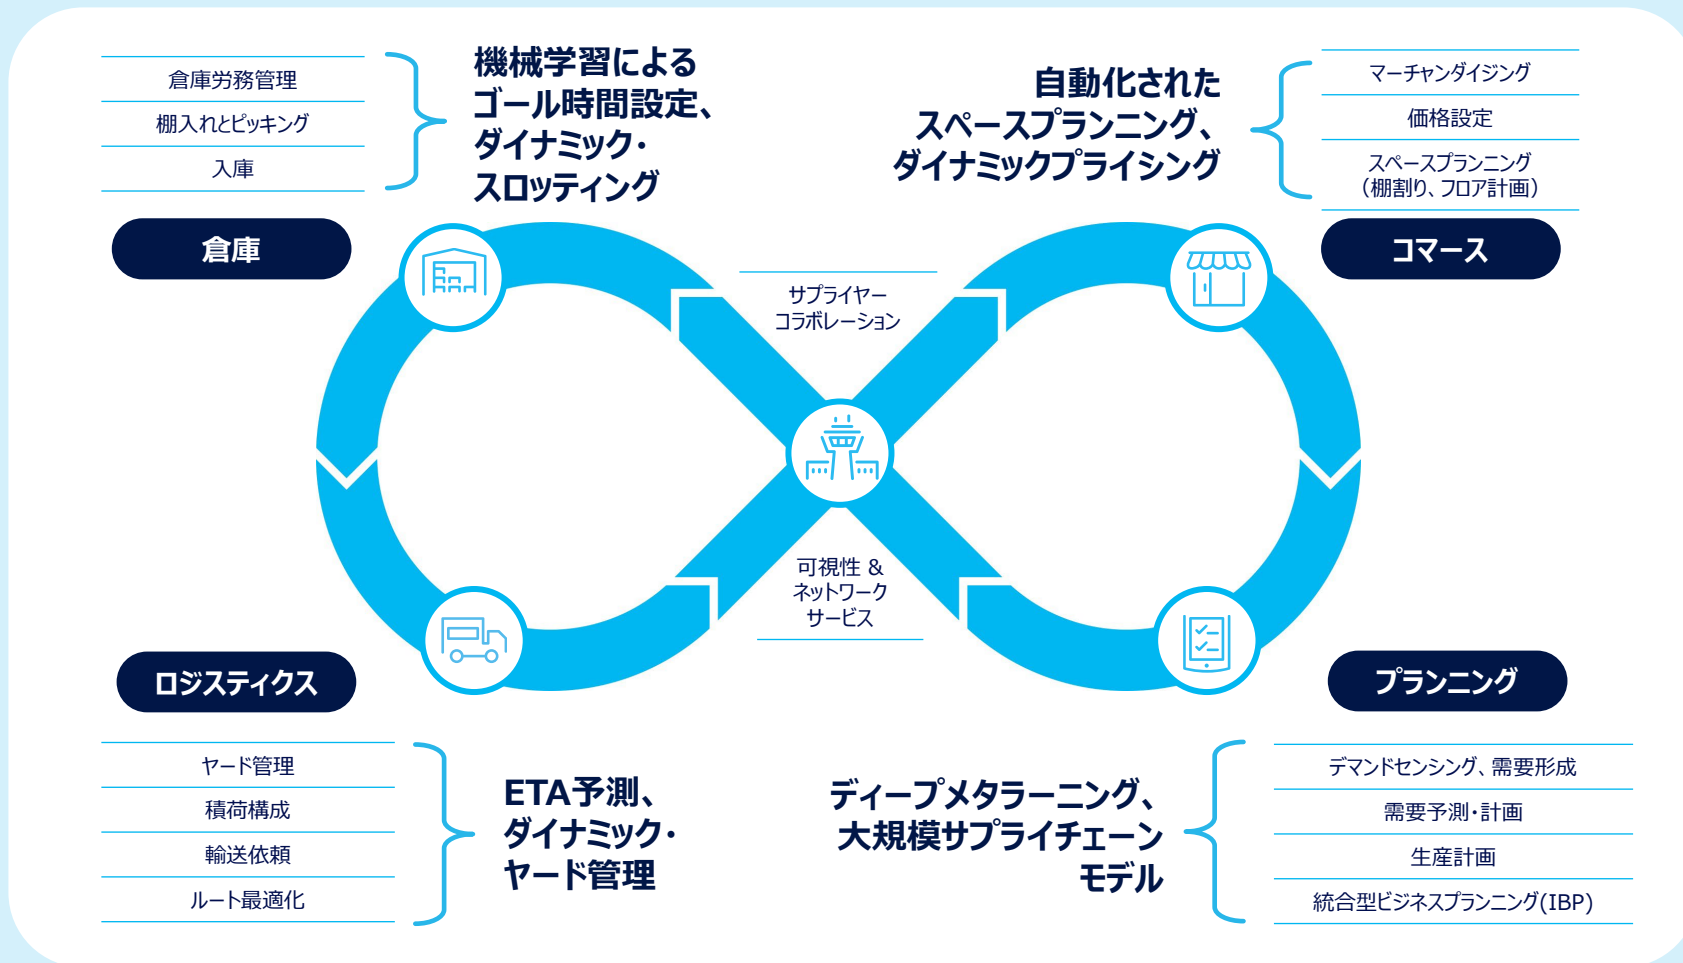 倉庫労務管理
棚入れとピッキング
入庫
倉庫
機械学習による
ゴール時間設定、
ダイナミック・
スロッティング
自動化された
スペースプランニング、
ダイナミックプライシング
マーチャンダイジング
価格設定
スペースプランニング
（棚割り、フロア計画）
コマース
サプライヤー
コラボレーション
可視性 &
ネットワーク
サービス
ロジスティクス
ヤード管理
積荷構成
輸送依頼
ルート最適化
ETA予測、
ダイナミック・
ヤード管理
ディープメタラーニング、
大規模サプライチェーン
モデル
プランニング
デマンドセンシング、需要形成
需要予測・計画
生産計画
統合型ビジネスプランニング(IBP)